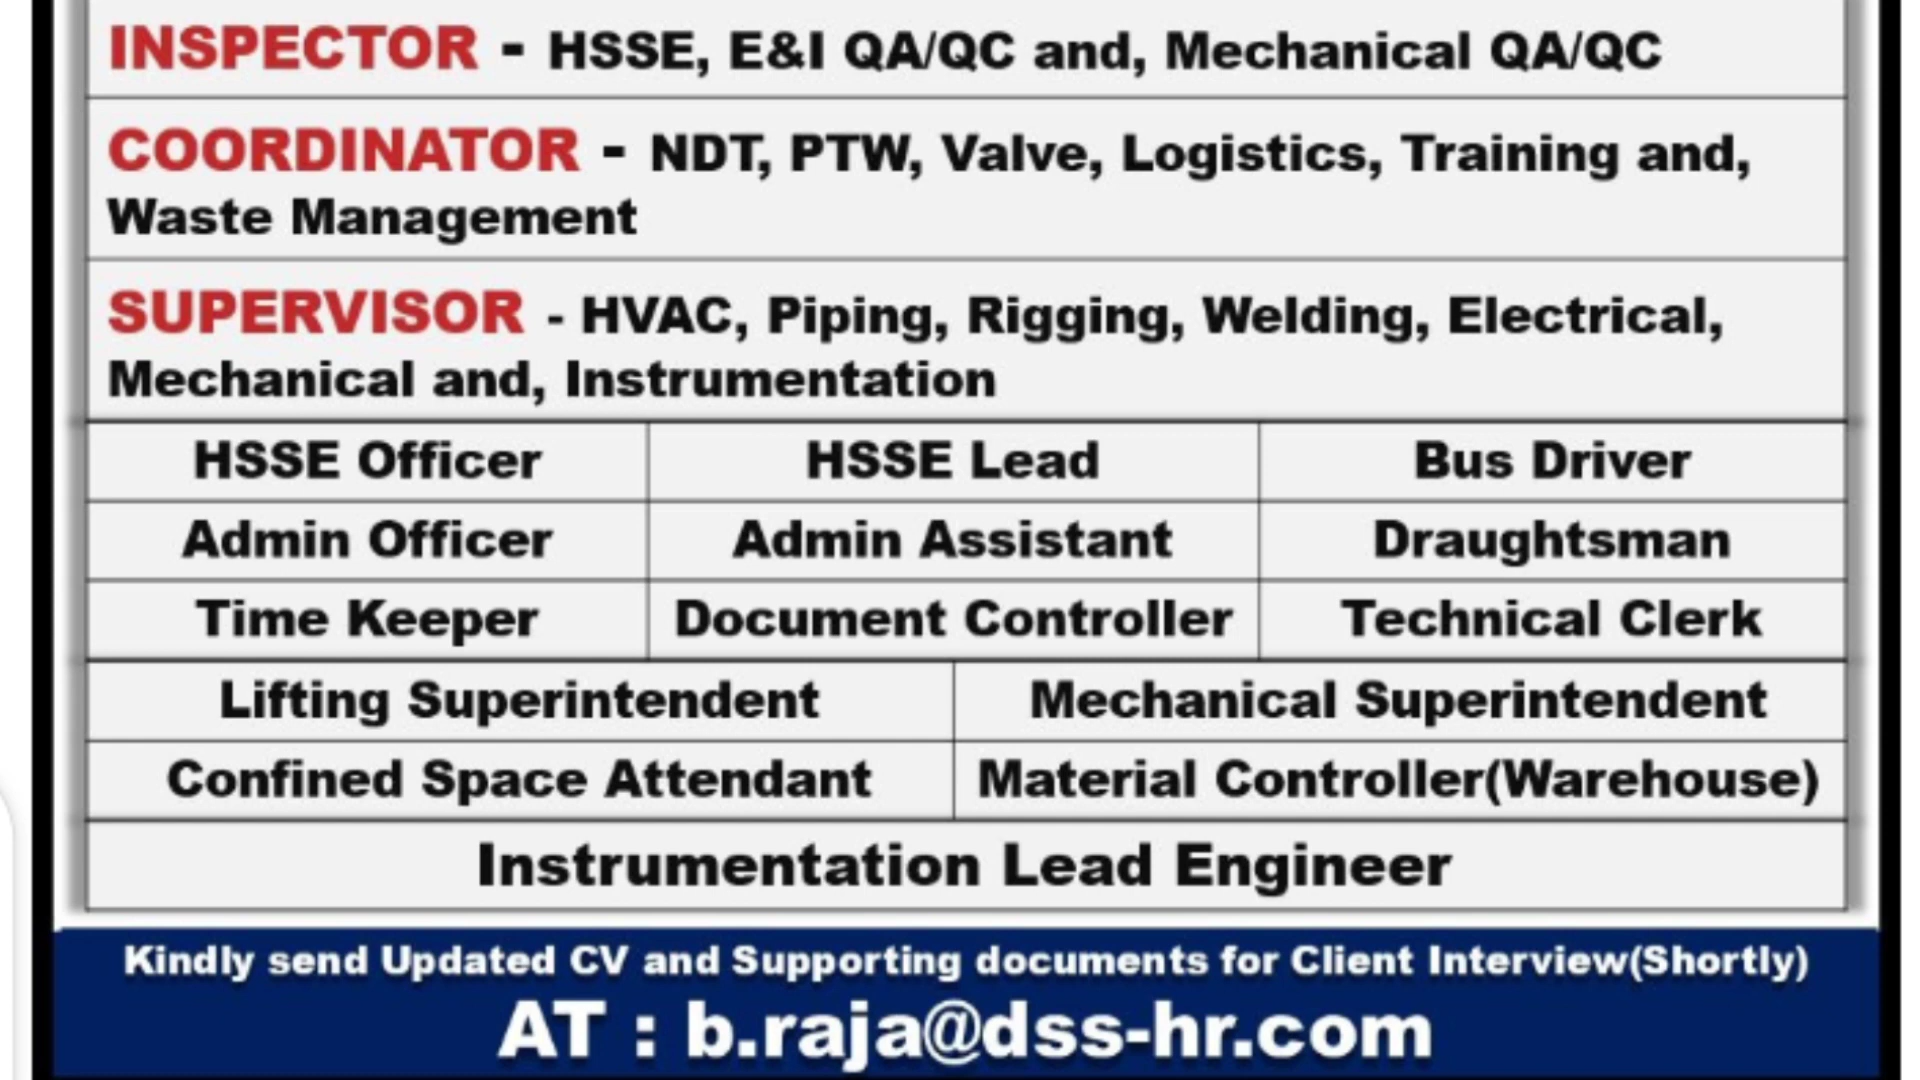 INSPECTOR - HSSE, E&I QA/QC and, Mechanical QA/QC
COORDINATOR - NDT, PTW, Valve, Logistics, Training and,
Waste Management
SUPERVISOR - HVAC, Piping, Rigging, Welding, Electrical,
Mechanical and, Instrumentation
HSSE Officer HSSE Lead Bus Driver
Admin Officer Admin Assistant Draughtsman
Time Keeper Document Controller Technical Clerk
Lifting Superintendent Mechanical Superintendent
Confined Space Attendant Material Controller(Warehouse)
Instrumentation Lead Engineer
Kindly send Updated CV and Supporting documents for Client Interview(Shortly)
AT : b.raja@dss-hr.com